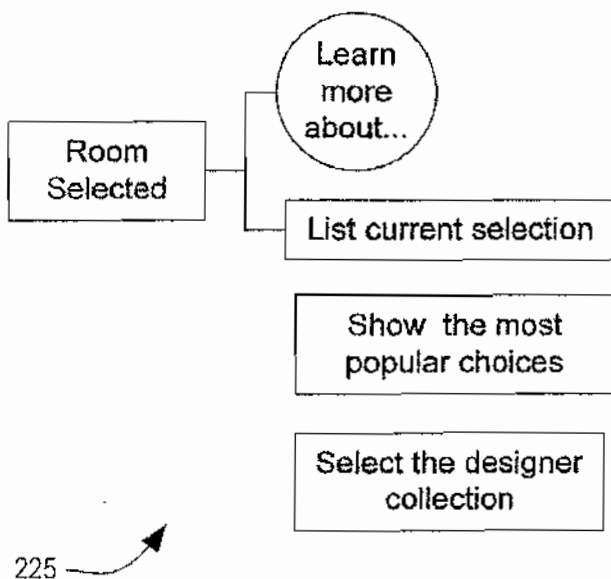 Learn
more
about...
Room
Selected
List current selection
Show the most
popular choices
Select the designer
collection
225